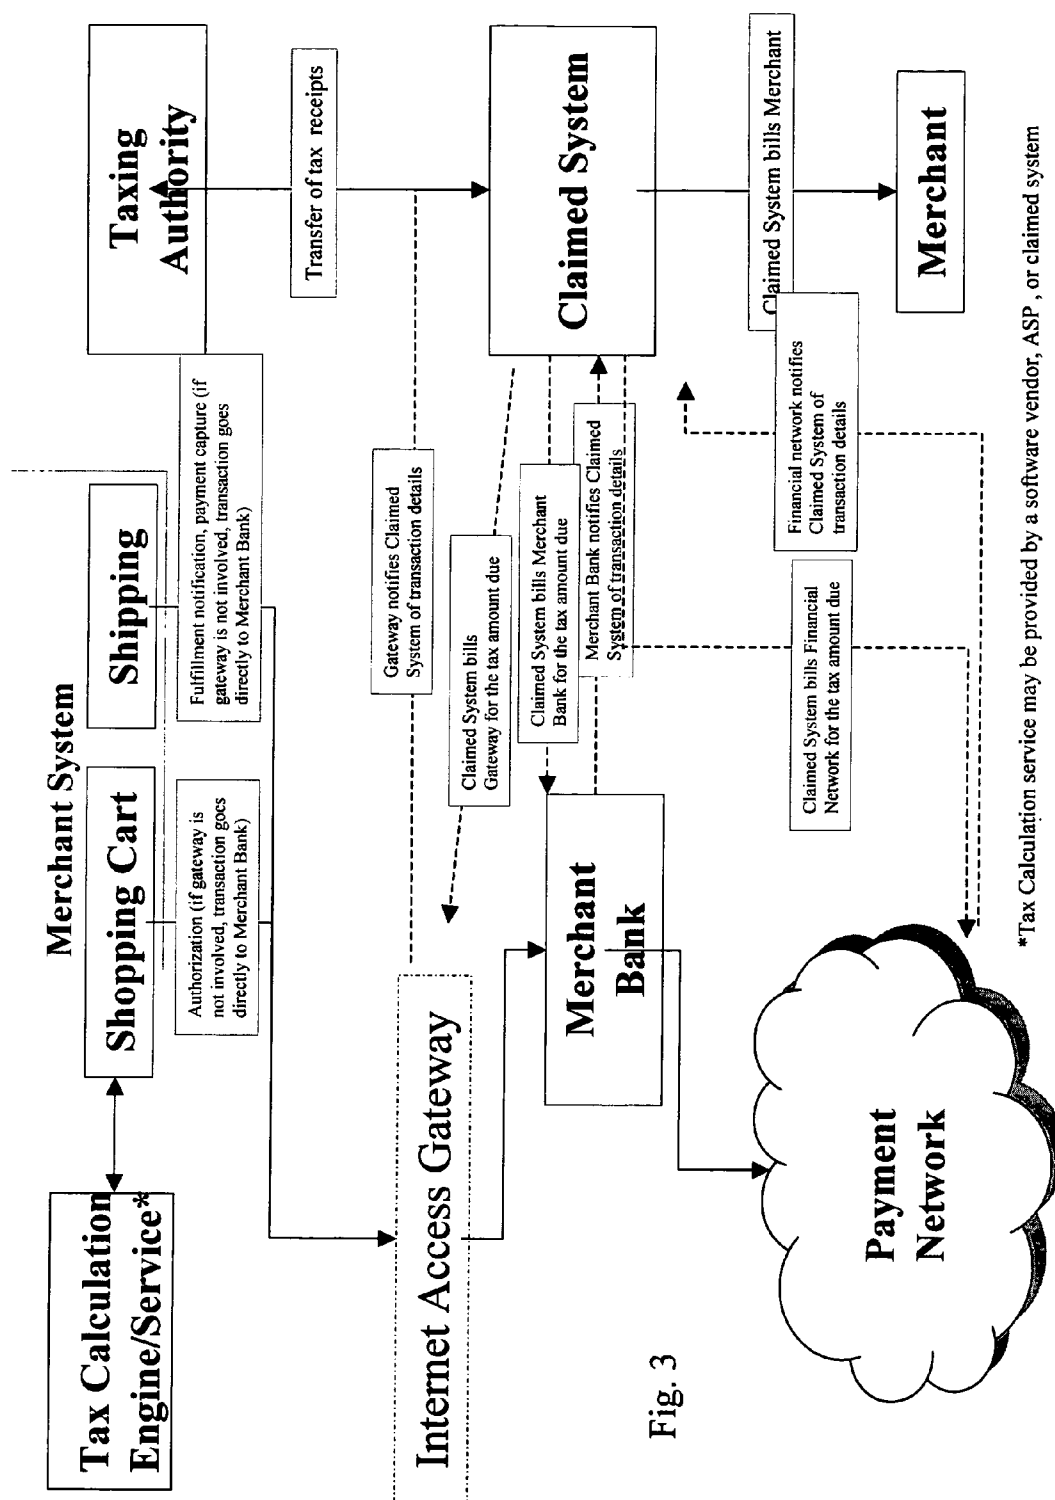 Merchant System
Tax Calculation
Engine/Service*
Shopping Cart
Shipping
Taxing
Authority
Authorization (if gateway is
not involved, transaction goes
directly to Merchant Bank)
Fulfillment notification, payment capture (if
gateway is not involved, transaction goes
directly to Merchant Bank)
Transfer of tax receipts
Internet Access Gateway
Gateway notifies Claimed
System of transaction details
Claimed System bills
Gateway for the tax amount due
Claimed System bills Merchant
Bank for the tax amount due
Merchant Bank notifies Claimed
System of transaction details
Claimed System
Merchant
Bank
Claimed System bills Merchant
Financial network notifies
Claimed System of
transaction details
Claimed System bills Financial
Network for the tax amount due
Payment
Network
Merchant
Fig. 3
*Tax Calculation service may be provided by a software vendor, ASP , or claimed system